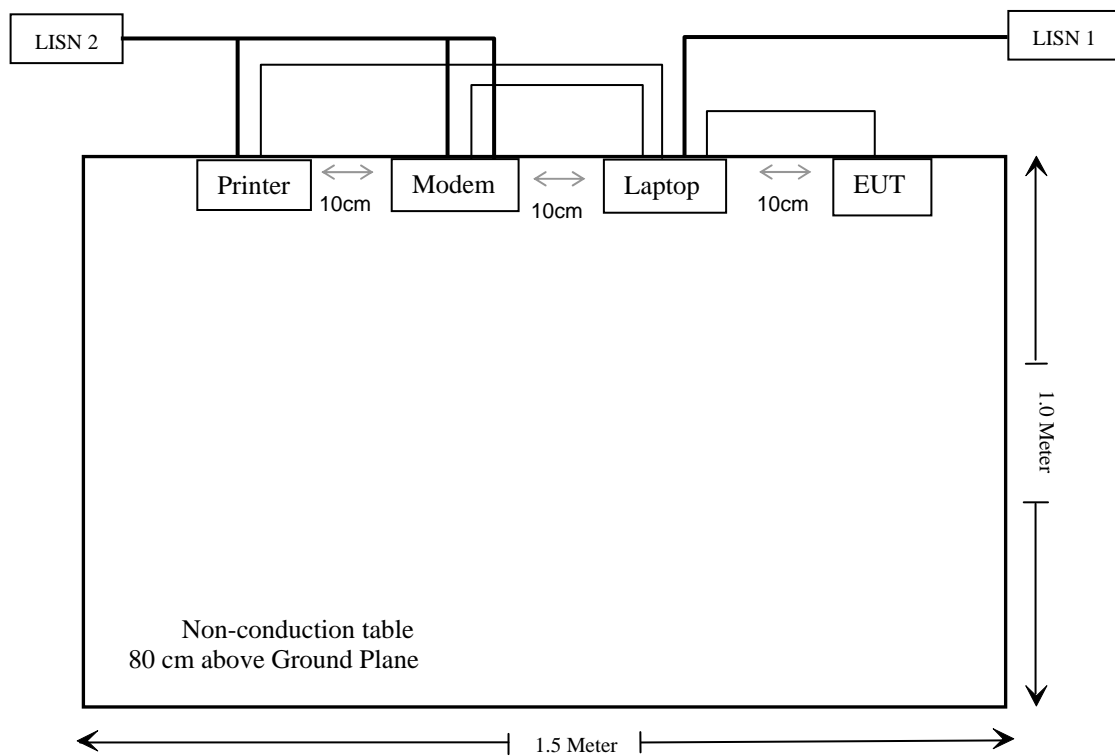 LISN 2
LISN 1
Printer
Modem
Laptop
EUT
10cm
10cm
10cm
1.0 Meter
Non-conduction table
80 cm above Ground Plane
1.5 Meter